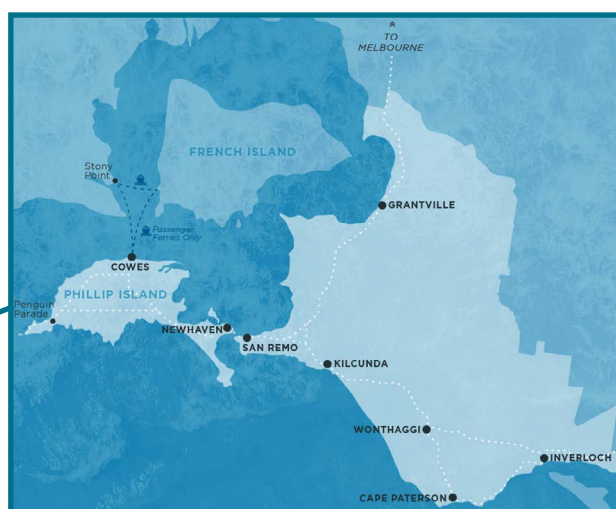 TO
MELBOURNE
FRENCH ISLAND
Stony
Point
GRANTVILLE
Passenger
Ferries Only
COWES
PHILLIP ISLAND
Penguin
Parade
NEWHAVEN
SAN REMO
KILCUNDA
WONTHAGGI
INVERLOCH
CAPE PATERSON